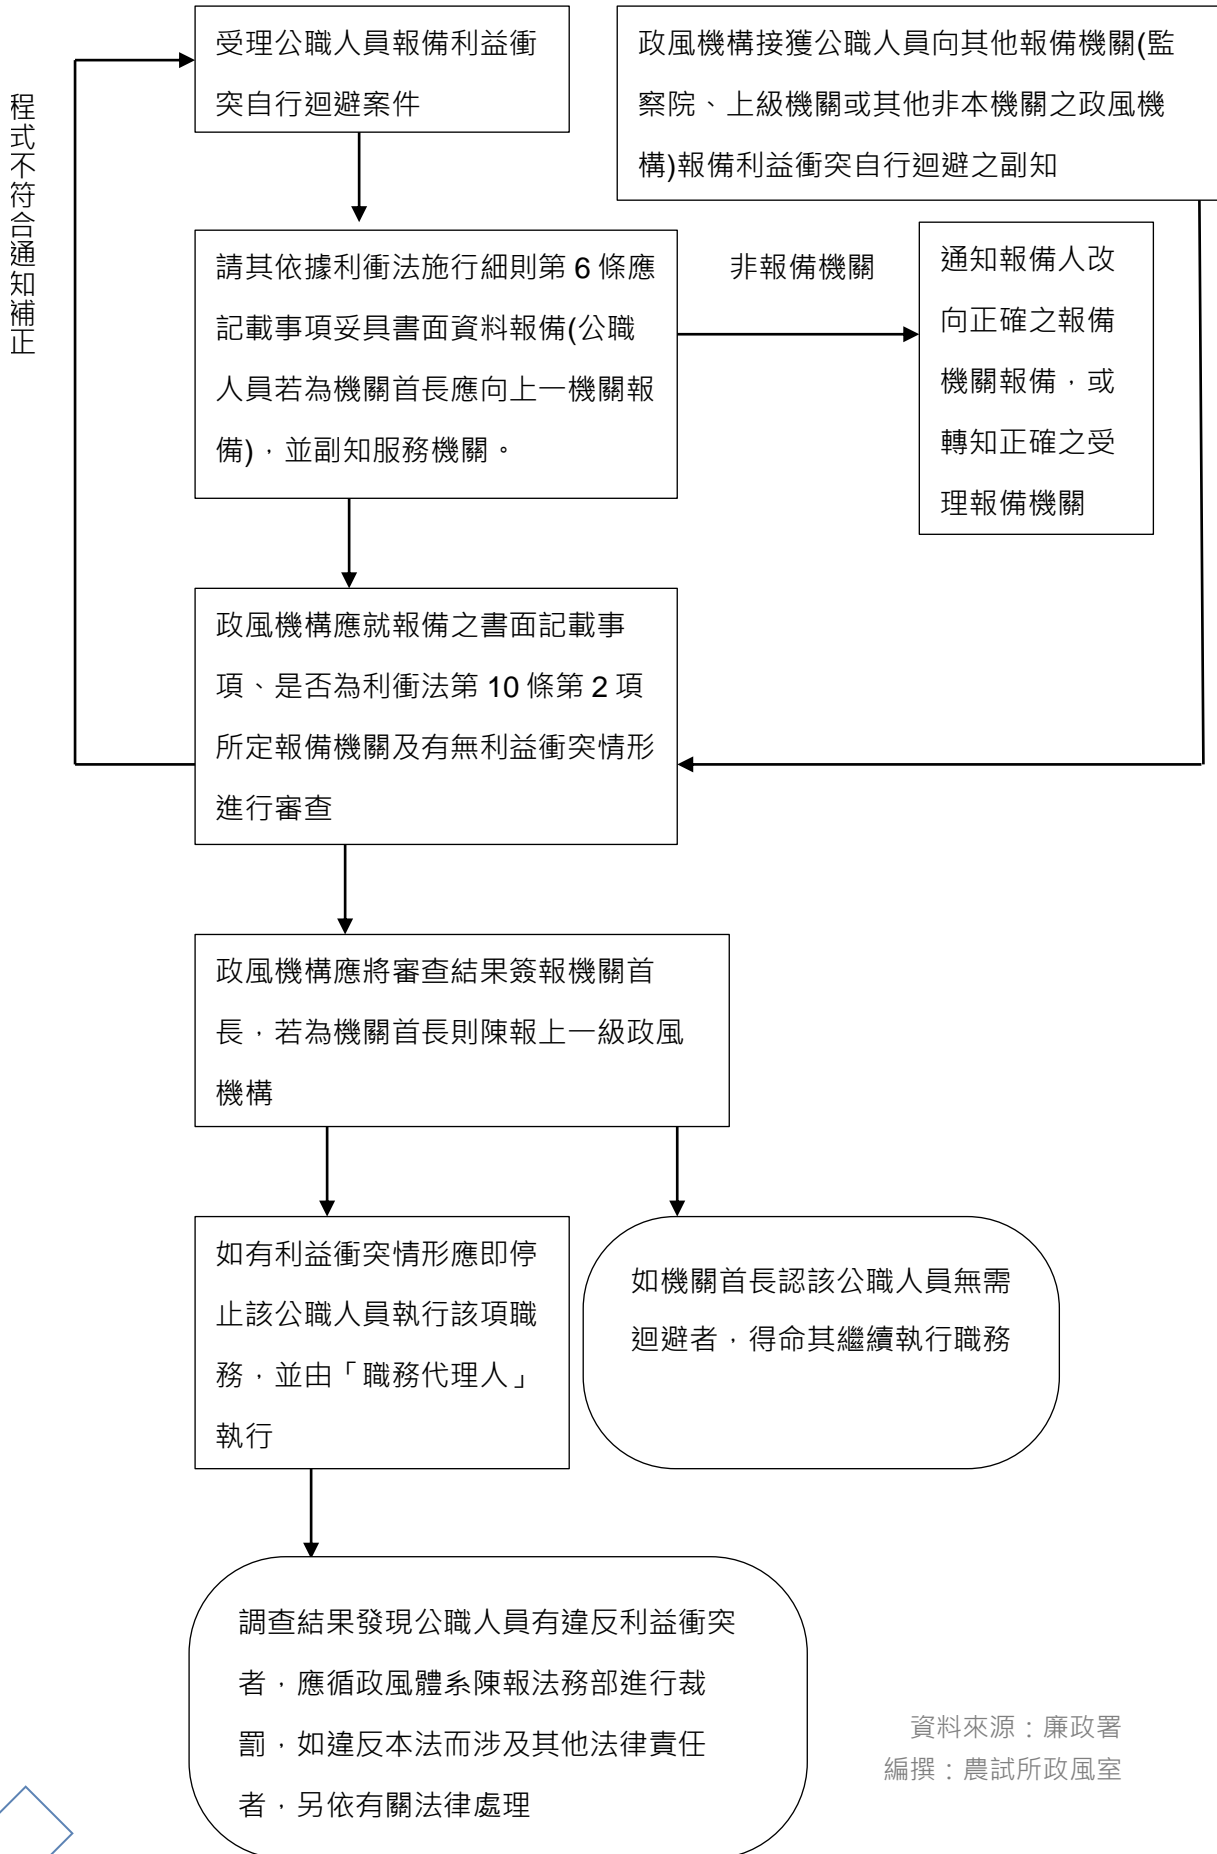 受理公職人員報備利益衝
突自行迴避案件
政風機構接獲公職人員向其他報備機關(監
察院、上級機關或其他非本機關之政風機
構)報備利益衝突自行迴避之副知
程式不符合通知補正
請其依據利衝法施行細則第 6 條應
記載事項妥具書面資料報備(公職
人員若為機關首長應向上一機關報
備)，並副知服務機關。
非報備機關
通知報備人改
向正確之報備
機關報備，或
轉知正確之受
理報備機關
政風機構應就報備之書面記載事
項、是否為利衝法第 10 條第 2 項
所定報備機關及有無利益衝突情形
進行審查
政風機構應將審查結果簽報機關首
長，若為機關首長則陳報上一級政風
機構
如有利益衝突情形應即停
止該公職人員執行該項職
務，並由「職務代理人」
執行
如機關首長認該公職人員無需
迴避者，得命其繼續執行職務
調查結果發現公職人員有違反利益衝突
者，應循政風體系陳報法務部進行裁
罰，如違反本法而涉及其他法律責任
者，另依有關法律處理
資料來源：廉政署
編撰：農試所政風室